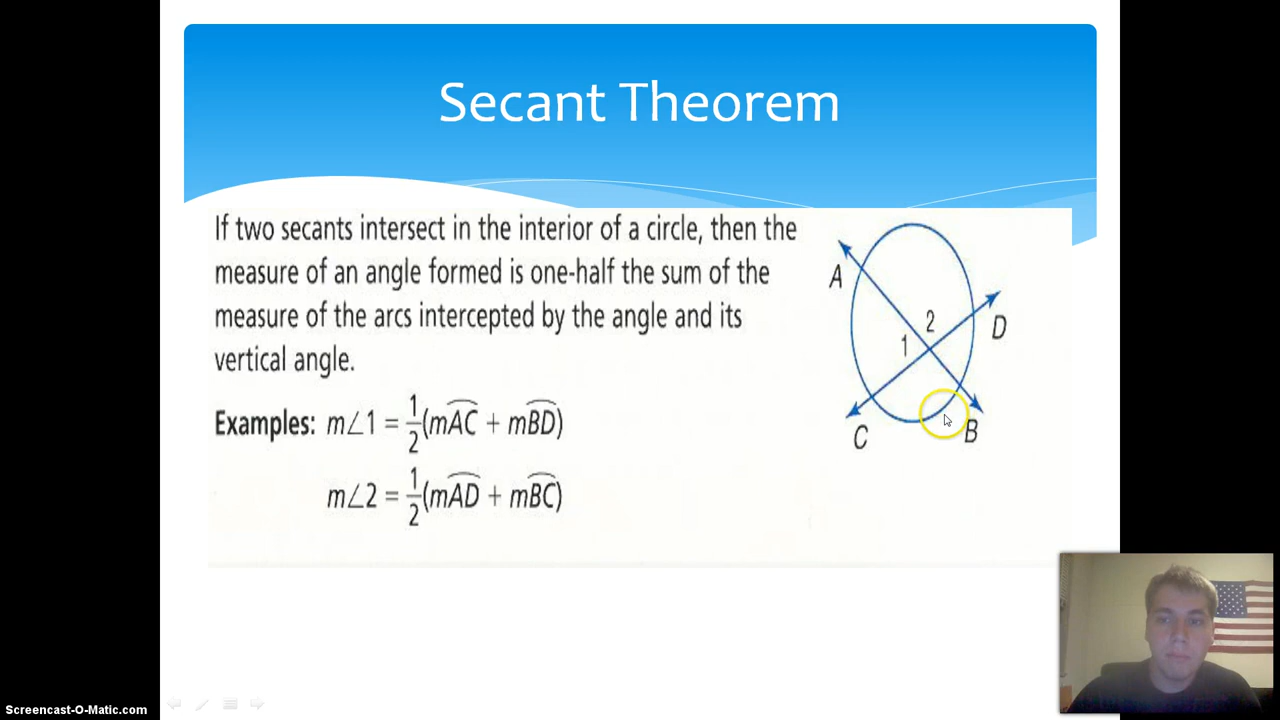 Secant Theorem
If two secants intersect in the interior of a circle, then the
measure of an angle formed is one-half the sum of the
measure of the arcs intercepted by the angle and its
vertical angle.
Examples: m∠1 = 1/2(mAC⌢ + mBD⌢)
m∠2 = 1/2(mAD⌢ + mBC⌢)
A
2
D
1
C
B
Screencast-O-Matic.com